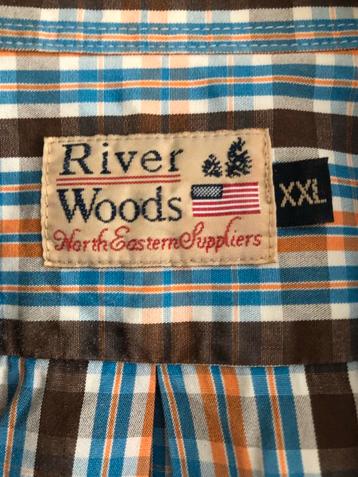 River
Woods
North Eastern Suppliers
XXL